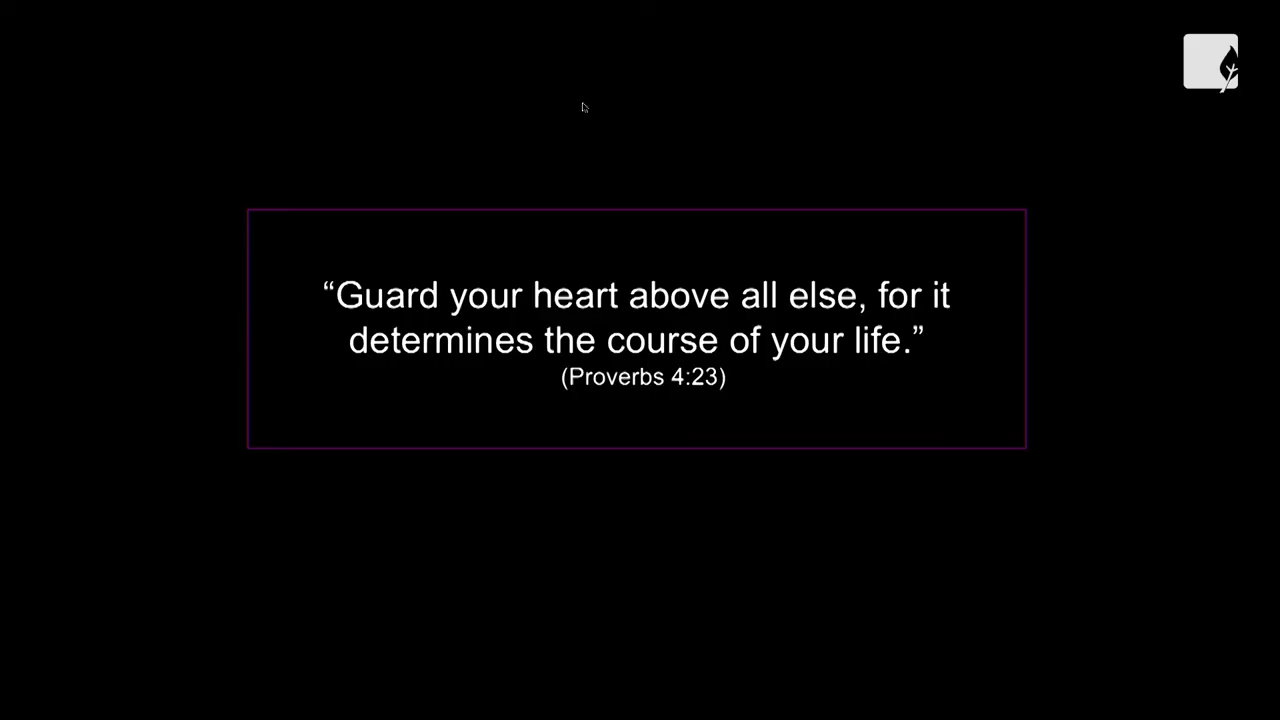 “Guard your heart above all else, for it
determines the course of your life.”
(Proverbs 4:23)